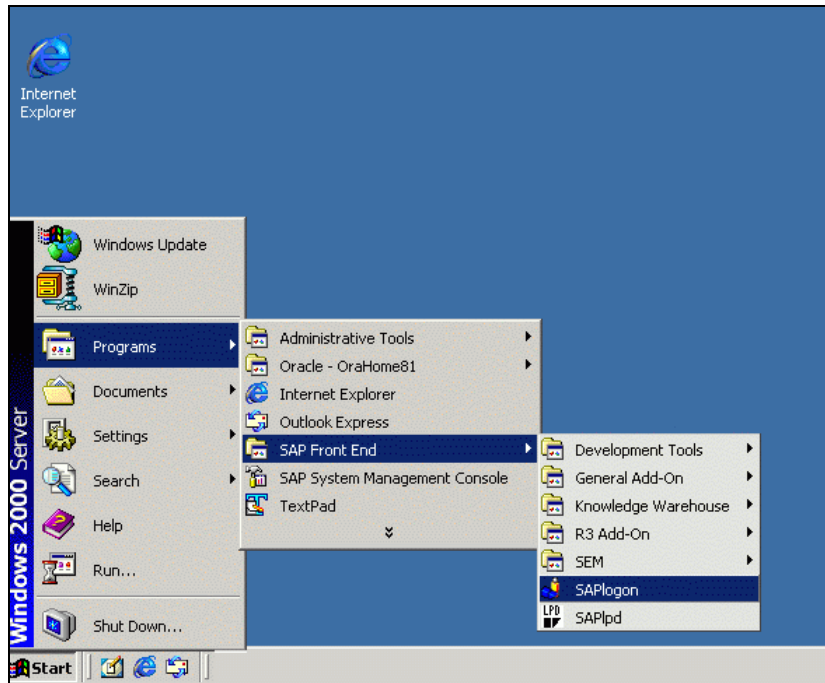 Internet
Explorer
Windows Update
WinZip
Programs
Documents
Settings
Search
Help
Run...
Shut Down...
Windows 2000 Server
Administrative Tools
Oracle - OraHome81
Internet Explorer
Outlook Express
SAP Front End
SAP System Management Console
TextPad
Development Tools
General Add-On
Knowledge Warehouse
R3 Add-On
SEM
SAPlogon
LPD
SAPlpd
Start